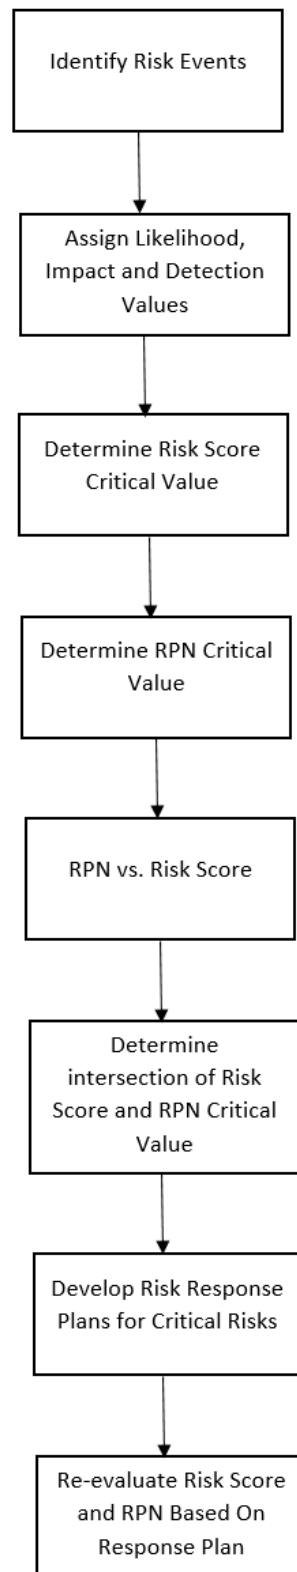 Identify Risk Events
Assign Likelihood,
Impact and Detection
Values
Determine Risk Score
Critical Value
Determine RPN Critical
Value
RPN vs. Risk Score
Determine
intersection of Risk
Score and RPN Critical
Value
Develop Risk Response
Plans for Critical Risks
Re-evaluate Risk Score
and RPN Based On
Response Plan